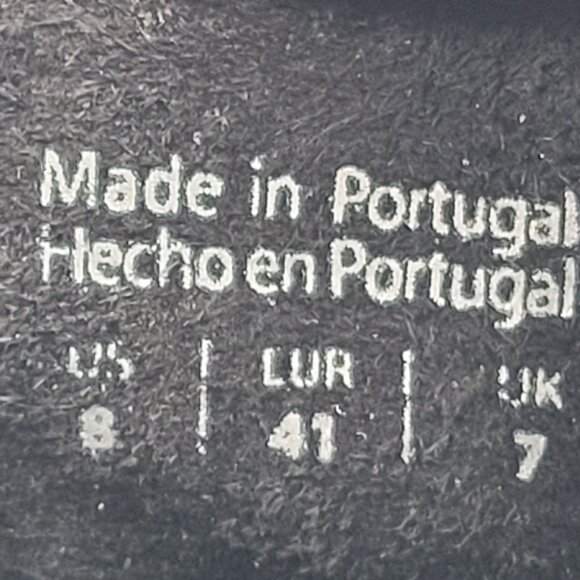 Made in Portugal
Hecho en Portugal
US | EUR | UK
8 | 41 | 7